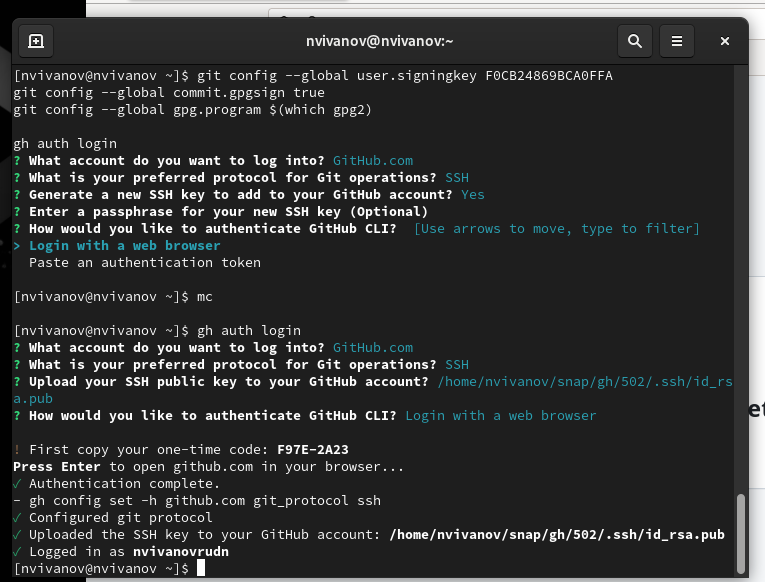 nvivanov@nvivanov:~
[nvivanov@nvivanov ~]$ git config --global user.signingkey F0CB24869BCA0FFA
git config --global commit.gpgsign true
git config --global gpg.program $(which gpg2)
gh auth login
? What account do you want to log into? GitHub.com
? What is your preferred protocol for Git operations? SSH
? Generate a new SSH key to add to your GitHub account? Yes
? Enter a passphrase for your new SSH key (Optional)
? How would you like to authenticate GitHub CLI?  [Use arrows to move, type to filter]
> Login with a web browser
  Paste an authentication token
[nvivanov@nvivanov ~]$ mc
[nvivanov@nvivanov ~]$ gh auth login
? What account do you want to log into? GitHub.com
? What is your preferred protocol for Git operations? SSH
? Upload your SSH public key to your GitHub account? /home/nvivanov/snap/gh/502/.ssh/id_rs
a.pub
? How would you like to authenticate GitHub CLI? Login with a web browser
! First copy your one-time code: F97E-2A23
Press Enter to open github.com in your browser...
✓ Authentication complete.
- gh config set -h github.com git_protocol ssh
✓ Configured git protocol
✓ Uploaded the SSH key to your GitHub account: /home/nvivanov/snap/gh/502/.ssh/id_rsa.pub
✓ Logged in as nvivanovrudn
[nvivanov@nvivanov ~]$